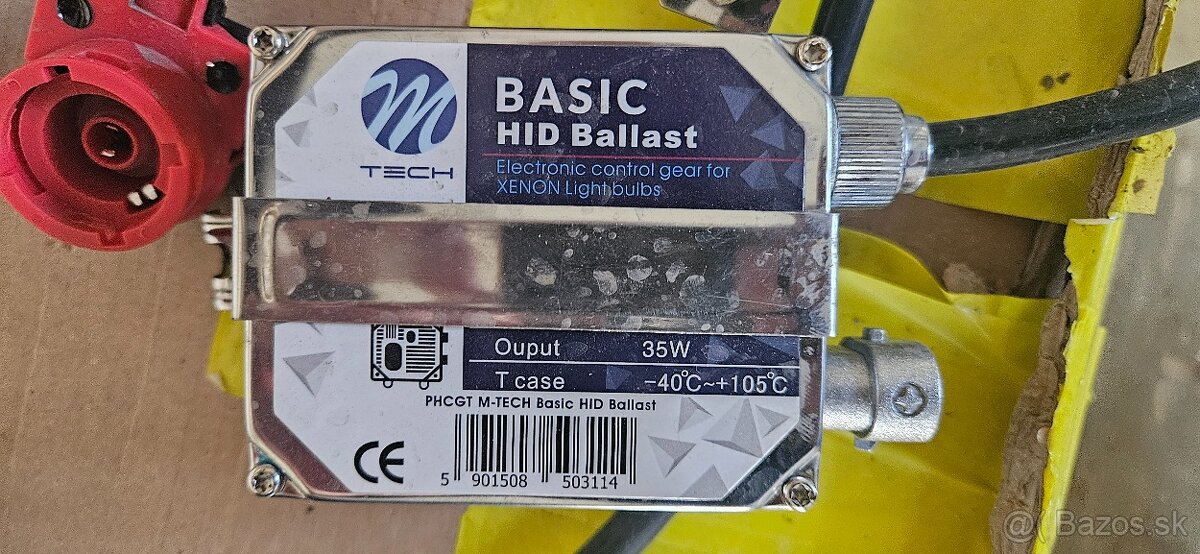 M
TECH
BASIC
HID Ballast
Electronic control gear for
XENON Light bulbs
Ouput 35W
T case -40℃~+105℃
PHCGT M-TECH Basic HID Ballast
CE
5 901508 503114
@ Bazos.sk